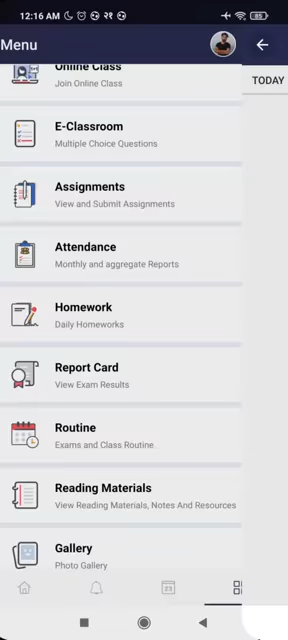 12:16 AM २१ 85
Menu
TODAY
Online Class
Join Online Class
E-Classroom
Multiple Choice Questions
Assignments
View and Submit Assignments
Attendance
Monthly and aggregate Reports
Homework
Daily Homeworks
Report Card
View Exam Results
Routine
Exams and Class Routine
Reading Materials
View Reading Materials, Notes And Resources
Gallery
Photo Gallery